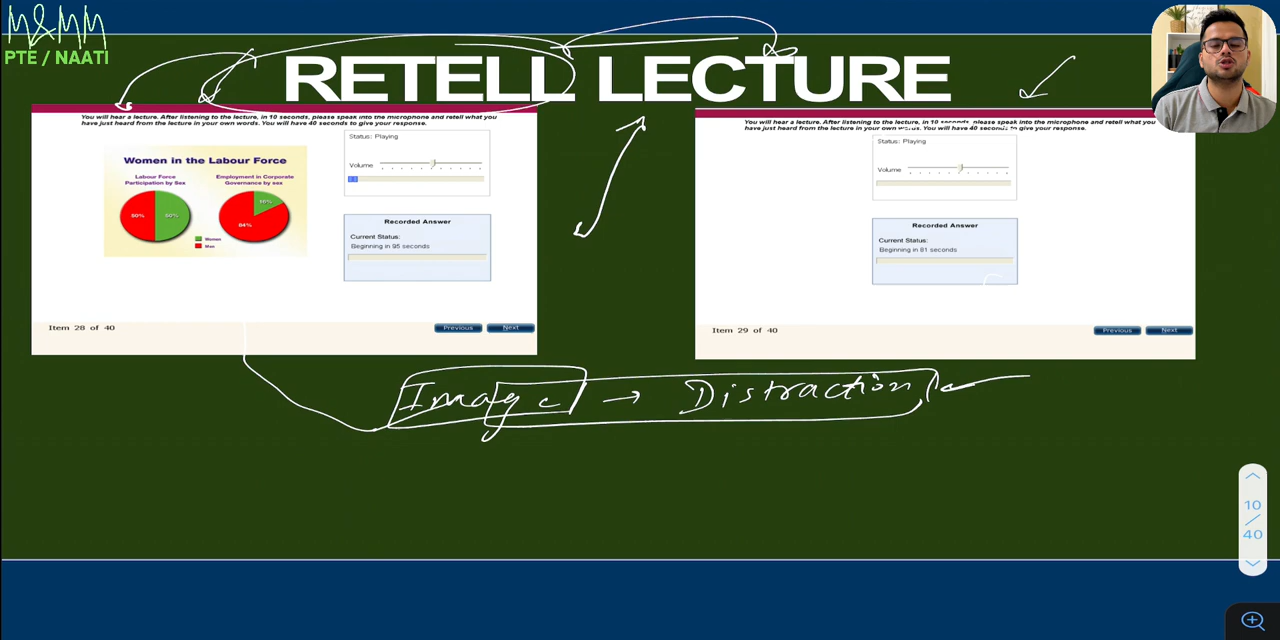 PTE / NAATI
RETELL LECTURE
You will hear a lecture. After listening to the lecture, in 10 seconds, please speak into the microphone and retell what you
have just heard from the lecture in your own words. You will have 40 seconds to give your response.
Women in the Labour Force
Labour Force
Participation by Sex
Employment in Corporate
Governance by sex
50%
50%
16%
84%
Women
Men
Status: Playing
Volume
Recorded Answer
Current Status:
Beginning in 95 seconds
Item 28 of 40
Previous
Next
You will hear a lecture. After listening to the lecture, in 10 seconds, please speak into the microphone and retell what you
have just heard from the lecture in your own words. You will have 40 seconds to give your response.
Status: Playing
Volume
Recorded Answer
Current Status:
Beginning in 81 seconds
Item 29 of 40
Previous
Next
Image → Distraction
10
/
40